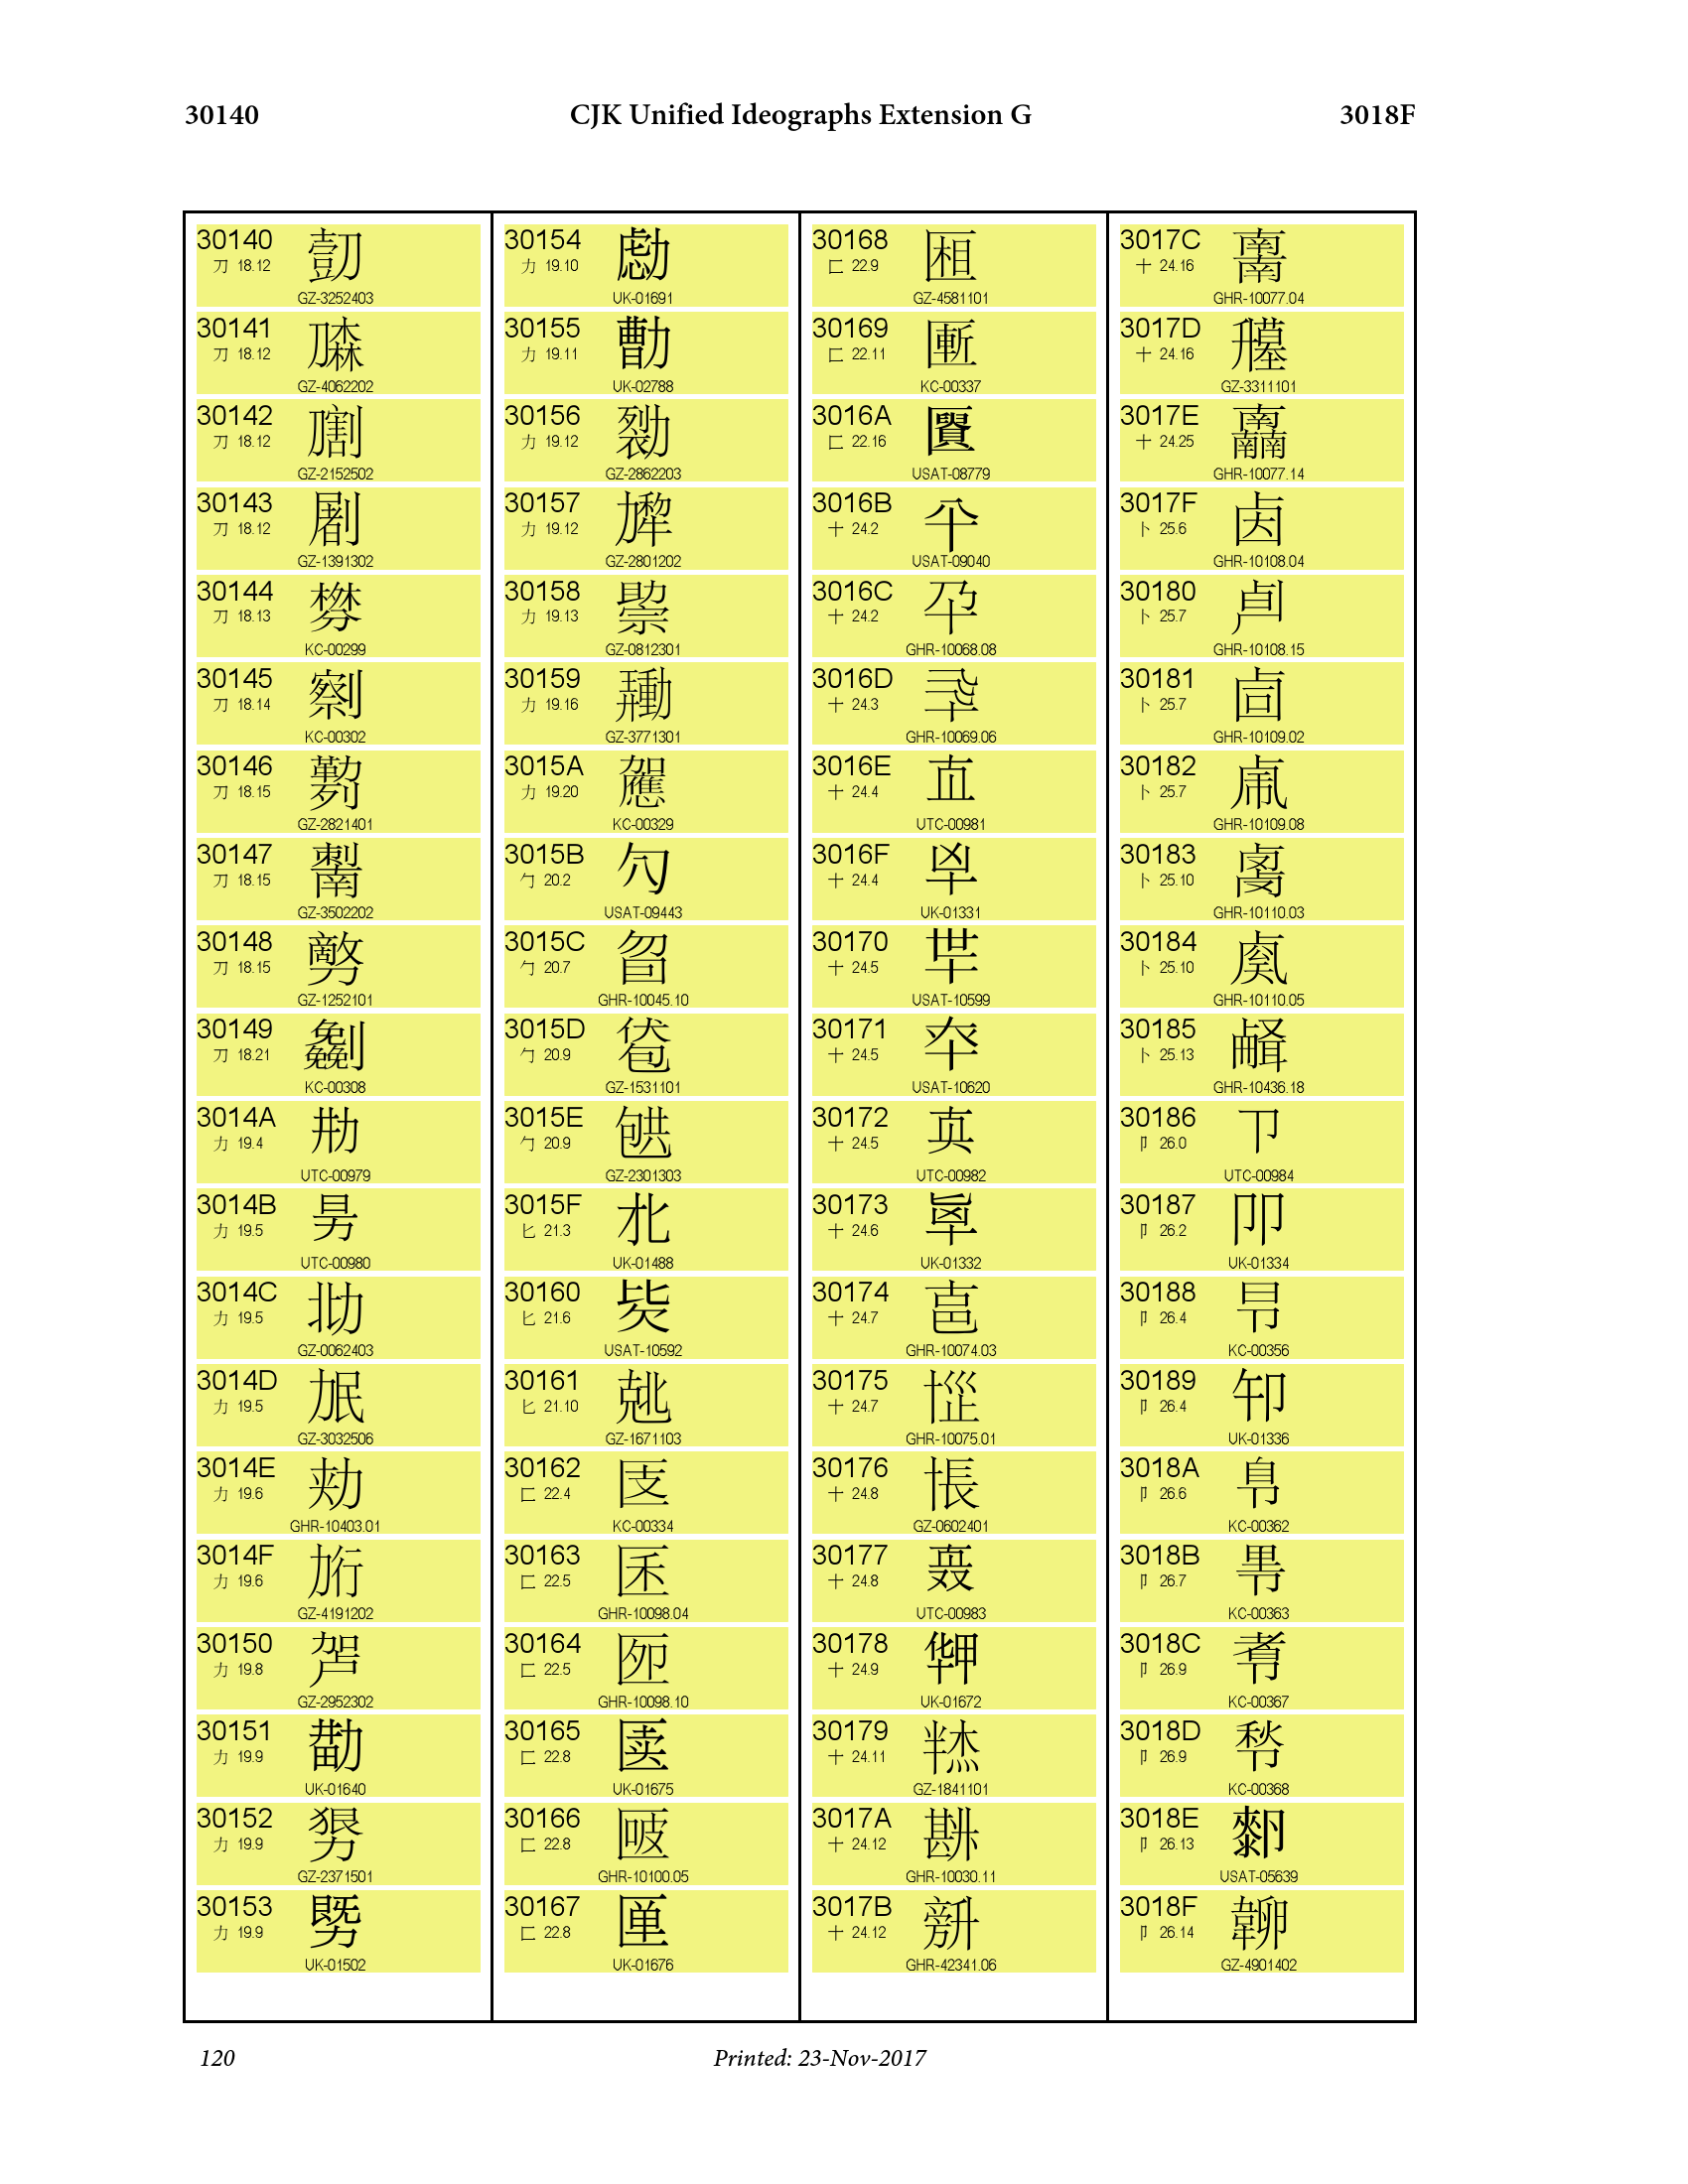 30140 CJK Unified Ideographs Extension G 3018F
30140
刀 18.12
GZ-3252403
30141
刀 18.12
GZ-4062202
30142
刀 18.12
GZ-2152502
30143
刀 18.12
GZ-1391302
30144
刀 18.13
KC-00299
30145
刀 18.14
KC-00302
30146
刀 18.15
GZ-2821401
30147
刀 18.15
GZ-3502202
30148
刀 18.15
GZ-1252101
30149
刀 18.21
KC-00308
3014A
力 19.4
UTC-00979
3014B
力 19.5
UTC-00980
3014C
力 19.5
GZ-0062403
3014D
力 19.5
GZ-3032506
3014E
力 19.6
GHR-10403.01
3014F
力 19.6
GZ-4191202
30150
力 19.8
GZ-2952302
30151
力 19.9
UK-01640
30152
力 19.9
GZ-2371501
30153
力 19.9
UK-01502
30154
力 19.10
UK-01691
30155
力 19.11
UK-02788
30156
力 19.12
GZ-2862203
30157
力 19.12
GZ-2801202
30158
力 19.13
GZ-0812301
30159
力 19.16
GZ-3771301
3015A
力 19.20
KC-00329
3015B
勹 20.2
USAT-09443
3015C
勹 20.7
GHR-10045.10
3015D
勹 20.9
GZ-1531101
3015E
勹 20.9
GZ-2301303
3015F
匕 21.3
UK-01488
30160
匕 21.6
USAT-10592
30161
匕 21.10
GZ-1671103
30162
匚 22.4
KC-00334
30163
匚 22.5
GHR-10098.04
30164
匚 22.5
GHR-10098.10
30165
匚 22.8
UK-01675
30166
匚 22.8
GHR-10100.05
30167
匚 22.8
UK-01676
30168
匚 22.9
GZ-4581101
30169
匚 22.11
KC-00337
3016A
匚 22.16
USAT-08779
3016B
十 24.2
USAT-09040
3016C
十 24.2
GHR-10068.08
3016D
十 24.3
GHR-10069.06
3016E
十 24.4
UTC-00981
3016F
十 24.4
UK-01331
30170
十 24.5
USAT-10599
30171
十 24.5
USAT-10620
30172
十 24.5
UTC-00982
30173
十 24.6
UK-01332
30174
十 24.7
GHR-10074.03
30175
十 24.7
GHR-10075.01
30176
十 24.8
GZ-0602401
30177
十 24.8
UTC-00983
30178
十 24.9
UK-01672
30179
十 24.11
GZ-1841101
3017A
十 24.12
GHR-10030.11
3017B
十 24.12
GHR-42341.06
3017C
十 24.16
GHR-10077.04
3017D
十 24.16
GZ-3311101
3017E
十 24.25
GHR-10077.14
3017F
卜 25.6
GHR-10108.04
30180
卜 25.7
GHR-10108.15
30181
卜 25.7
GHR-10109.02
30182
卜 25.7
GHR-10109.08
30183
卜 25.10
GHR-10110.03
30184
卜 25.10
GHR-10110.05
30185
卜 25.13
GHR-10436.18
30186
卩 26.0
UTC-00984
30187
卩 26.2
UK-01334
30188
卩 26.4
KC-00356
30189
卩 26.4
UK-01336
3018A
卩 26.6
KC-00362
3018B
卩 26.7
KC-00363
3018C
卩 26.9
KC-00367
3018D
卩 26.9
KC-00368
3018E
卩 26.13
USAT-05639
3018F
卩 26.14
GZ-4901402
120 Printed: 23-Nov-2017